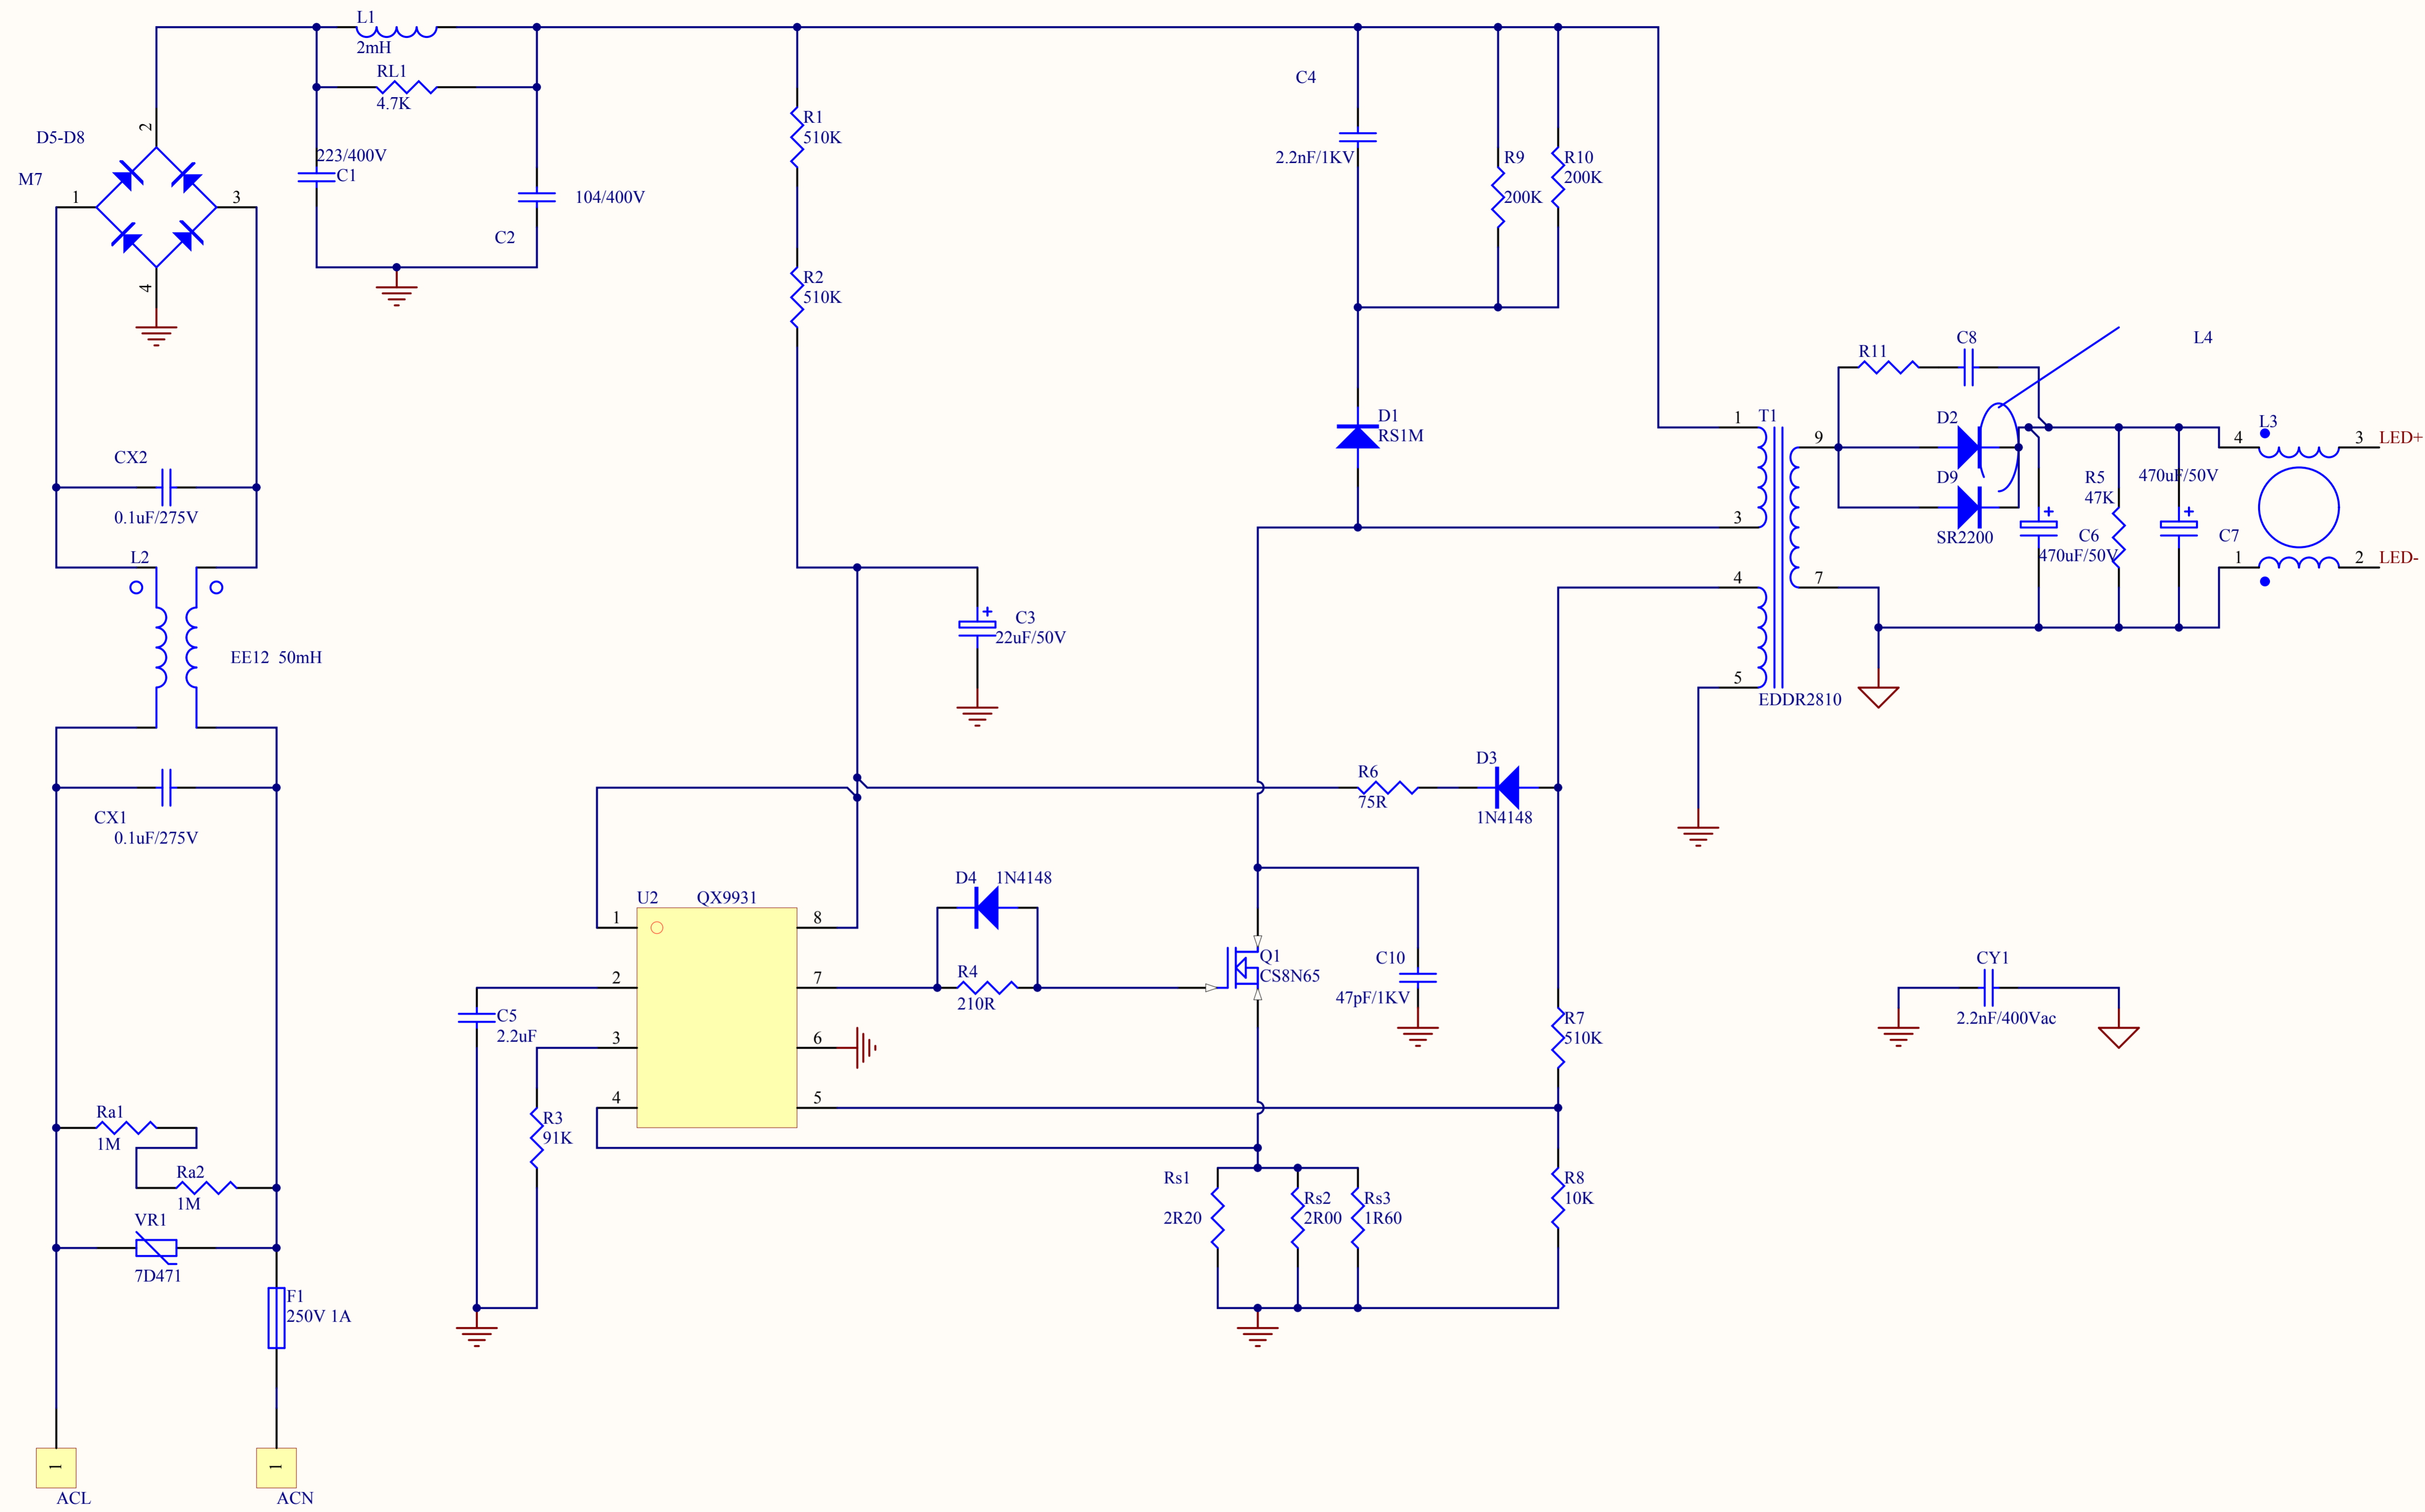 L1
2mH
RL1
4.7K
D5-D8
M7
2
1
3
4
223/400V
C1
104/400V
C2
R1
510K
R2
510K
C4
2.2nF/1KV
R9
200K
R10
200K
D1
RS1M
CX2
0.1uF/275V
L2
EE12 50mH
CX1
0.1uF/275V
C3
22uF/50V
1
T1
3
4
5
EDDR2810
9
7
R11
C8
L4
D2
D9
SR2200
C6
470uF/50V
R5
47K
470uF/50V
C7
L3
4
3
LED+
1
2
LED-
R6
75R
D3
1N4148
D4
1N4148
R4
210R
U2
QX9931
1
2
3
4
8
7
6
5
C5
2.2uF
R3
91K
Q1
CS8N65
C10
47pF/1KV
R7
510K
R8
10K
Rs1
2R20
Rs2
2R00
Rs3
1R60
CY1
2.2nF/400Vac
Ra1
1M
Ra2
1M
VR1
7D471
F1
250V 1A
1
ACL
1
ACN